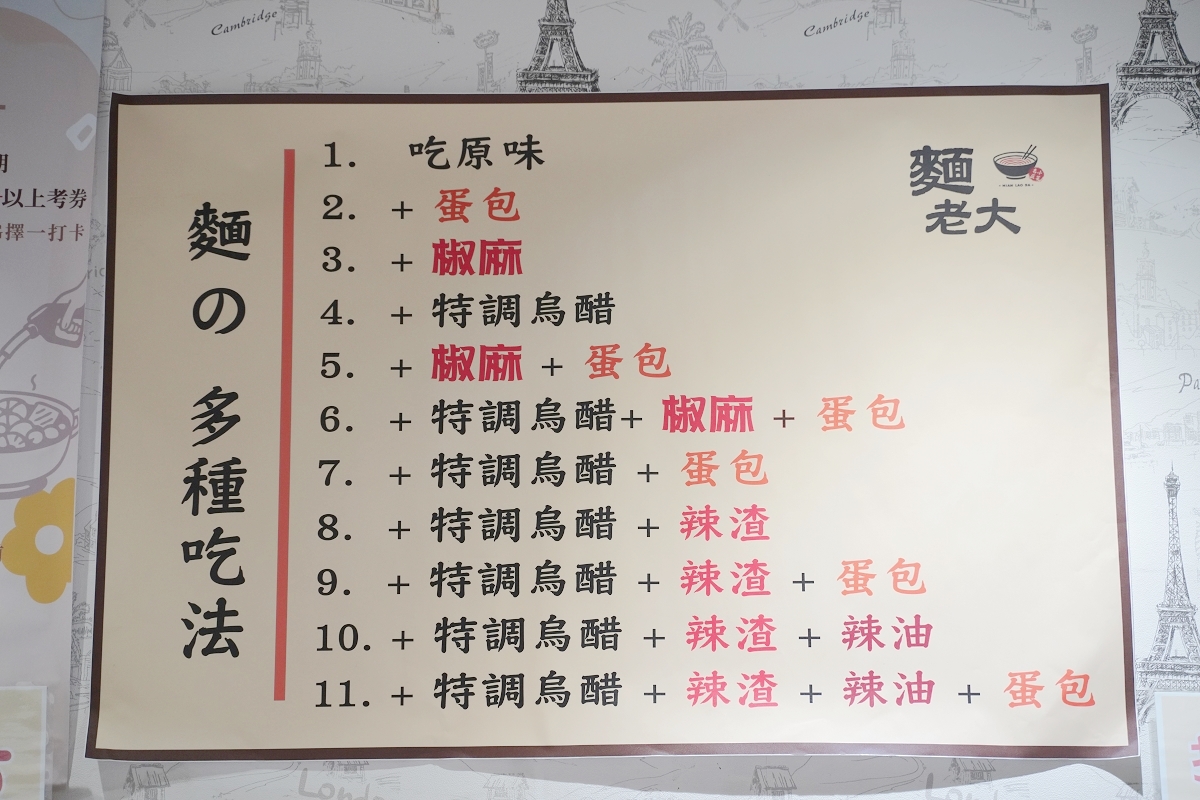 Cambridge
Cambridge
以上考券
擇一打卡
麵の多種吃法
1. 吃原味
2. + 蛋包
3. + 椒麻
4. + 特調烏醋
5. + 椒麻 + 蛋包
6. + 特調烏醋+ 椒麻 + 蛋包
7. + 特調烏醋 + 蛋包
8. + 特調烏醋 + 辣渣
9. + 特調烏醋 + 辣渣 + 蛋包
10. + 特調烏醋 + 辣渣 + 辣油
11. + 特調烏醋 + 辣渣 + 辣油 + 蛋包
麵
老大